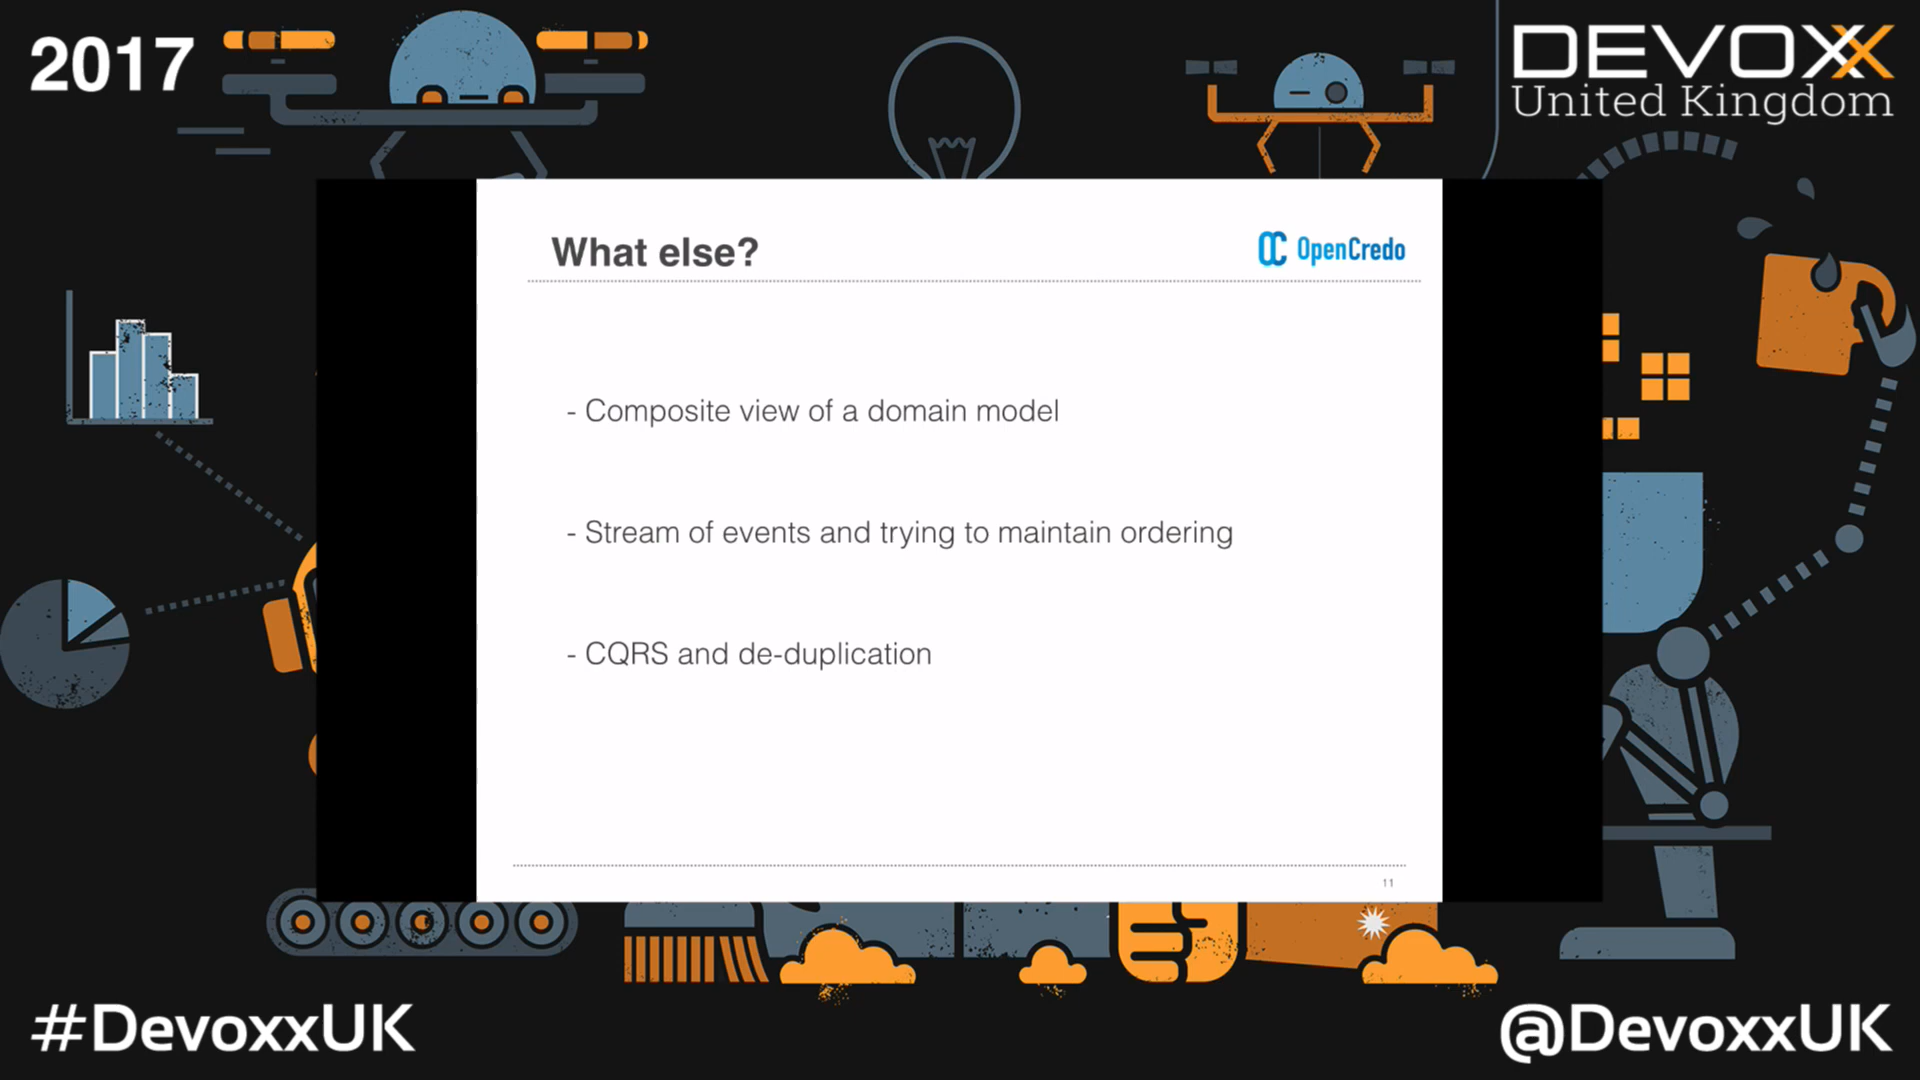 2017
DEVOXX
United Kingdom
What else?
OpenCredo
- Composite view of a domain model
- Stream of events and trying to maintain ordering
- CQRS and de-duplication
11
#DevoxxUK
@DevoxxUK